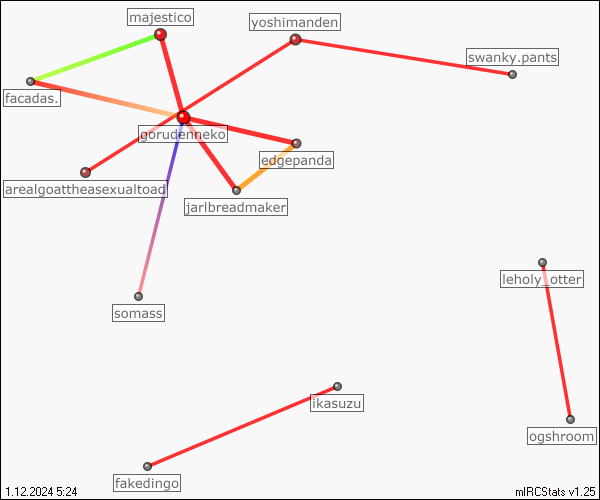 majestico
yoshimanden
swanky.pants
facadas.
gorudenneko
edgepanda
arealgoattheasexualtoad
jarlbreadmaker
leholy_otter
somass
ikasuzu
ogshroom
fakedingo
1.12.2024 5:24
mIRCStats v1.25